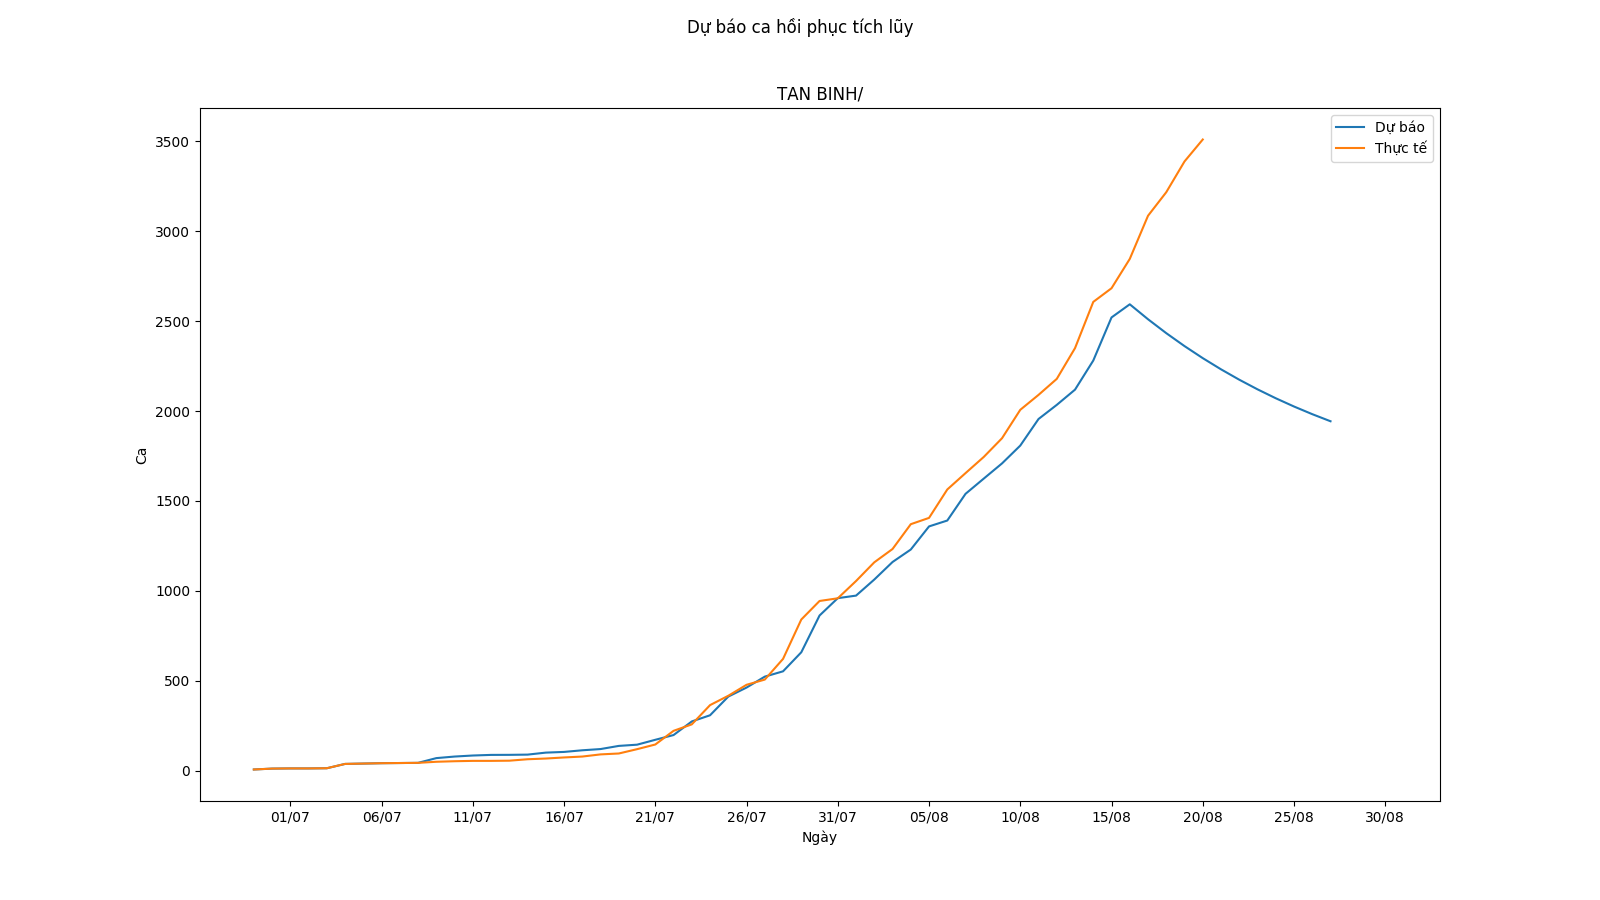 Dự báo ca hồi phục tích lũy
TAN BINH/
Dự báo
Thực tế
3500
3000
2500
2000
1500
1000
500
0
Ca
01/07 06/07 11/07 16/07 21/07 26/07 31/07 05/08 10/08 15/08 20/08 25/08 30/08
Ngày